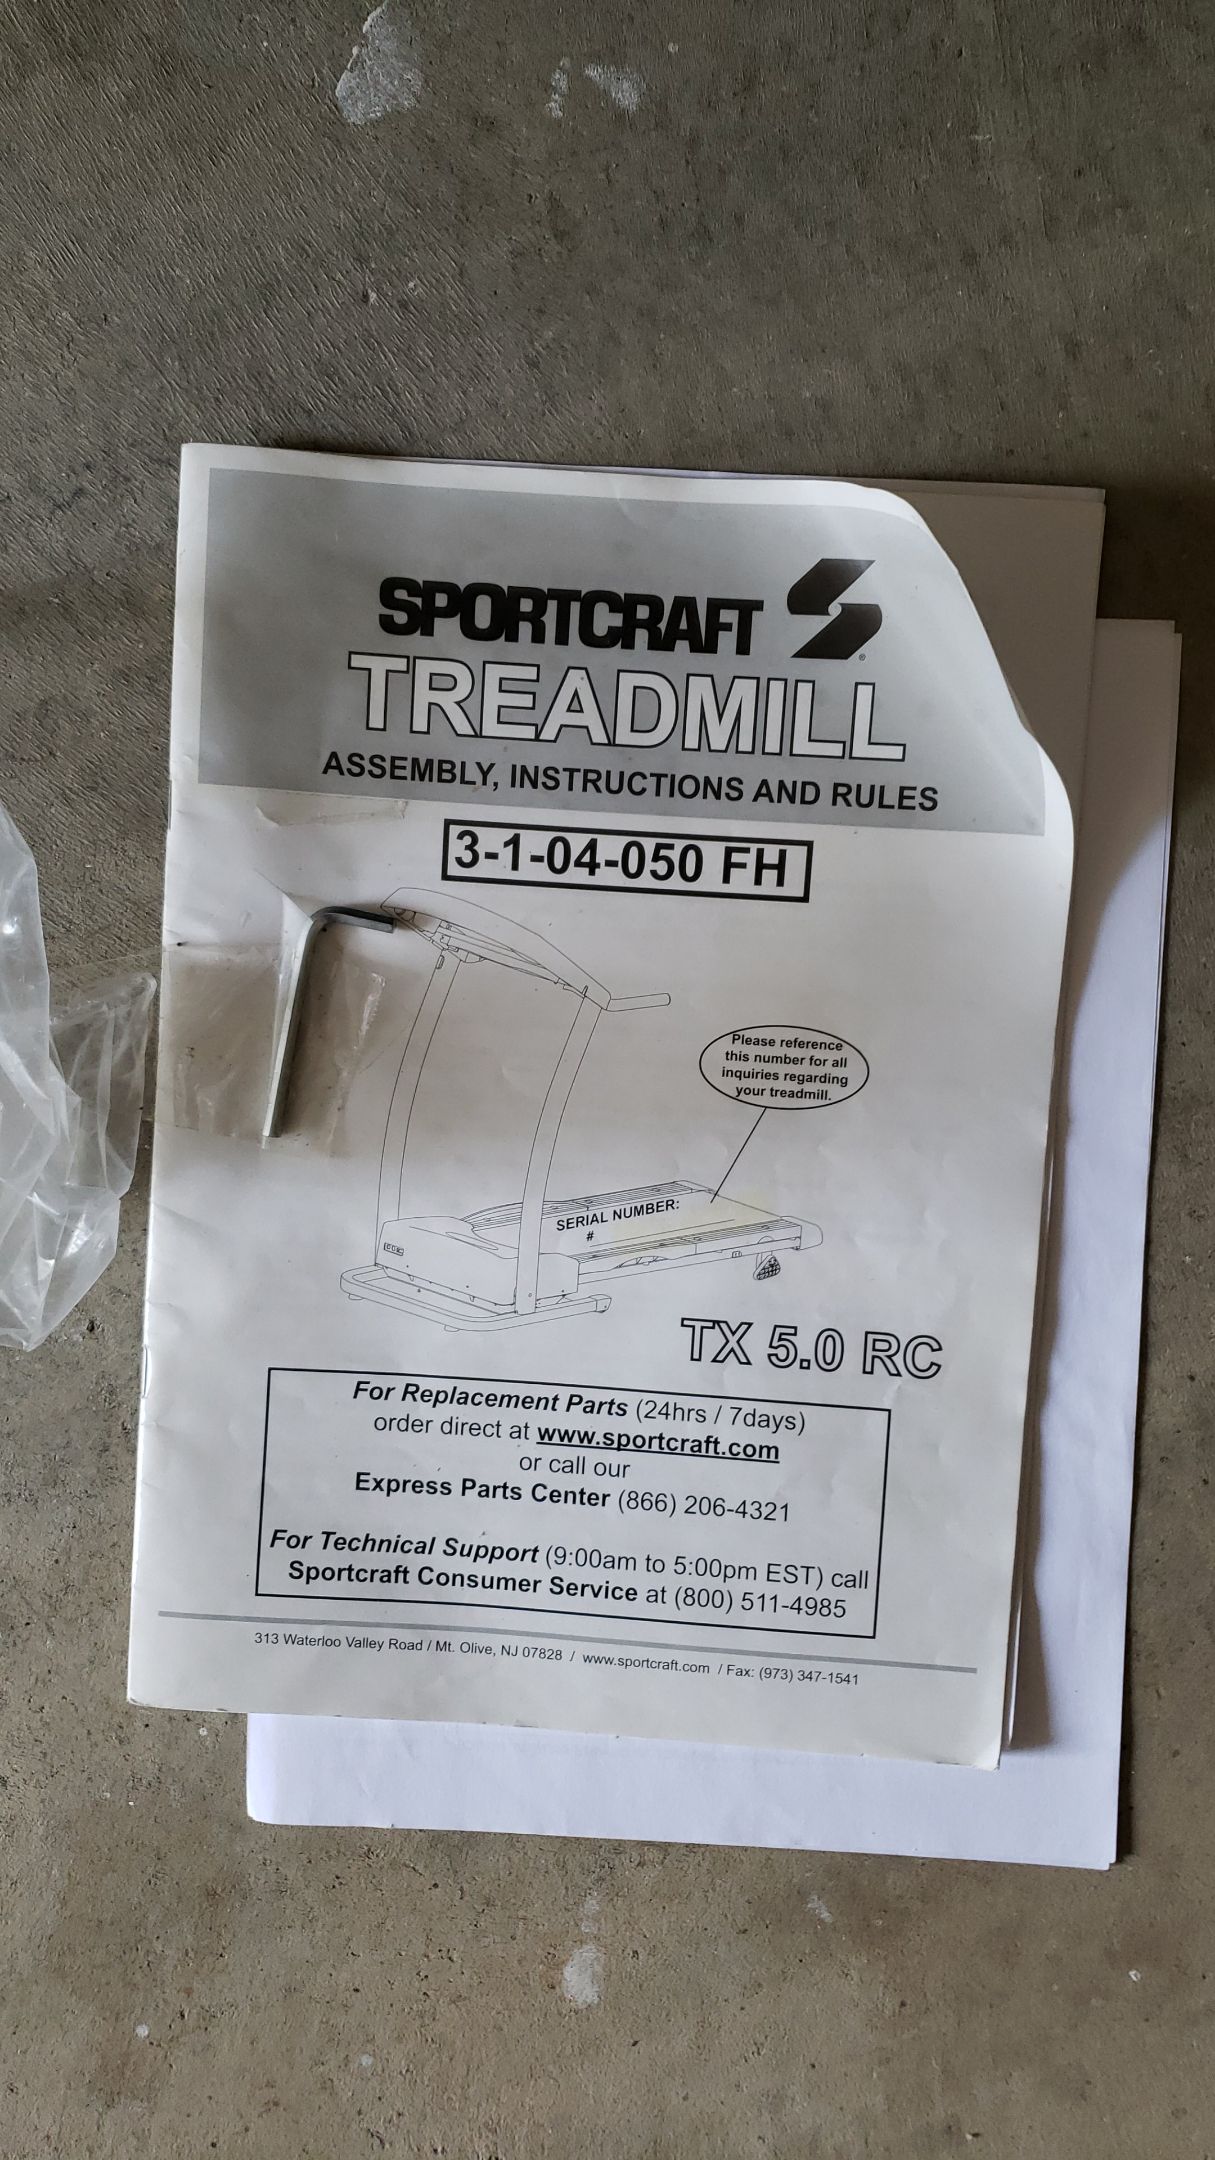 SPORTCRAFT
®
TREADMILL
ASSEMBLY, INSTRUCTIONS AND RULES
3-1-04-050 FH
Please reference
this number for all
inquiries regarding
your treadmill.
SERIAL NUMBER:
#
TX 5.0 RC
For Replacement Parts (24hrs / 7days)
order direct at www.sportcraft.com
or call our
Express Parts Center (866) 206-4321
For Technical Support (9:00am to 5:00pm EST) call
Sportcraft Consumer Service at (800) 511-4985
313 Waterloo Valley Road / Mt. Olive, NJ 07828 / www.sportcraft.com / Fax: (973) 347-1541